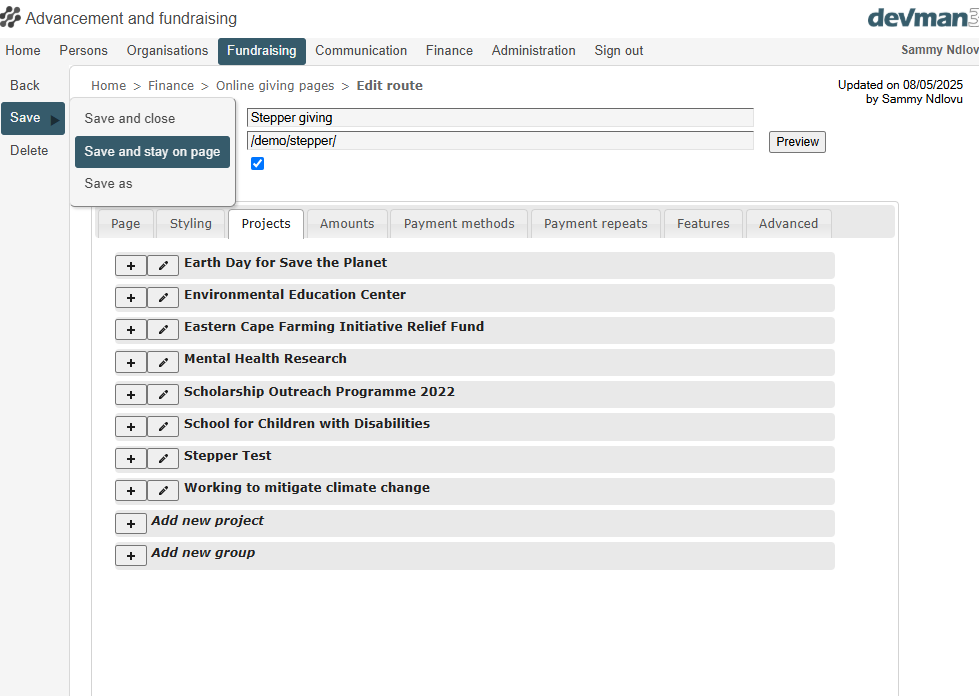 Advancement and fundraising
devman3
Home Persons Organisations Fundraising Communication Finance Administration Sign out Sammy Ndlov
Back
Home > Finance > Online giving pages > Edit route
Updated on 08/05/2025
by Sammy Ndlovu
Save
Save and close
Stepper giving
Save and stay on page
/demo/stepper/
Preview
Delete
Save as
Page Styling Projects Amounts Payment methods Payment repeats Features Advanced
+ Earth Day for Save the Planet
+ Environmental Education Center
+ Eastern Cape Farming Initiative Relief Fund
+ Mental Health Research
+ Scholarship Outreach Programme 2022
+ School for Children with Disabilities
+ Stepper Test
+ Working to mitigate climate change
+ Add new project
+ Add new group